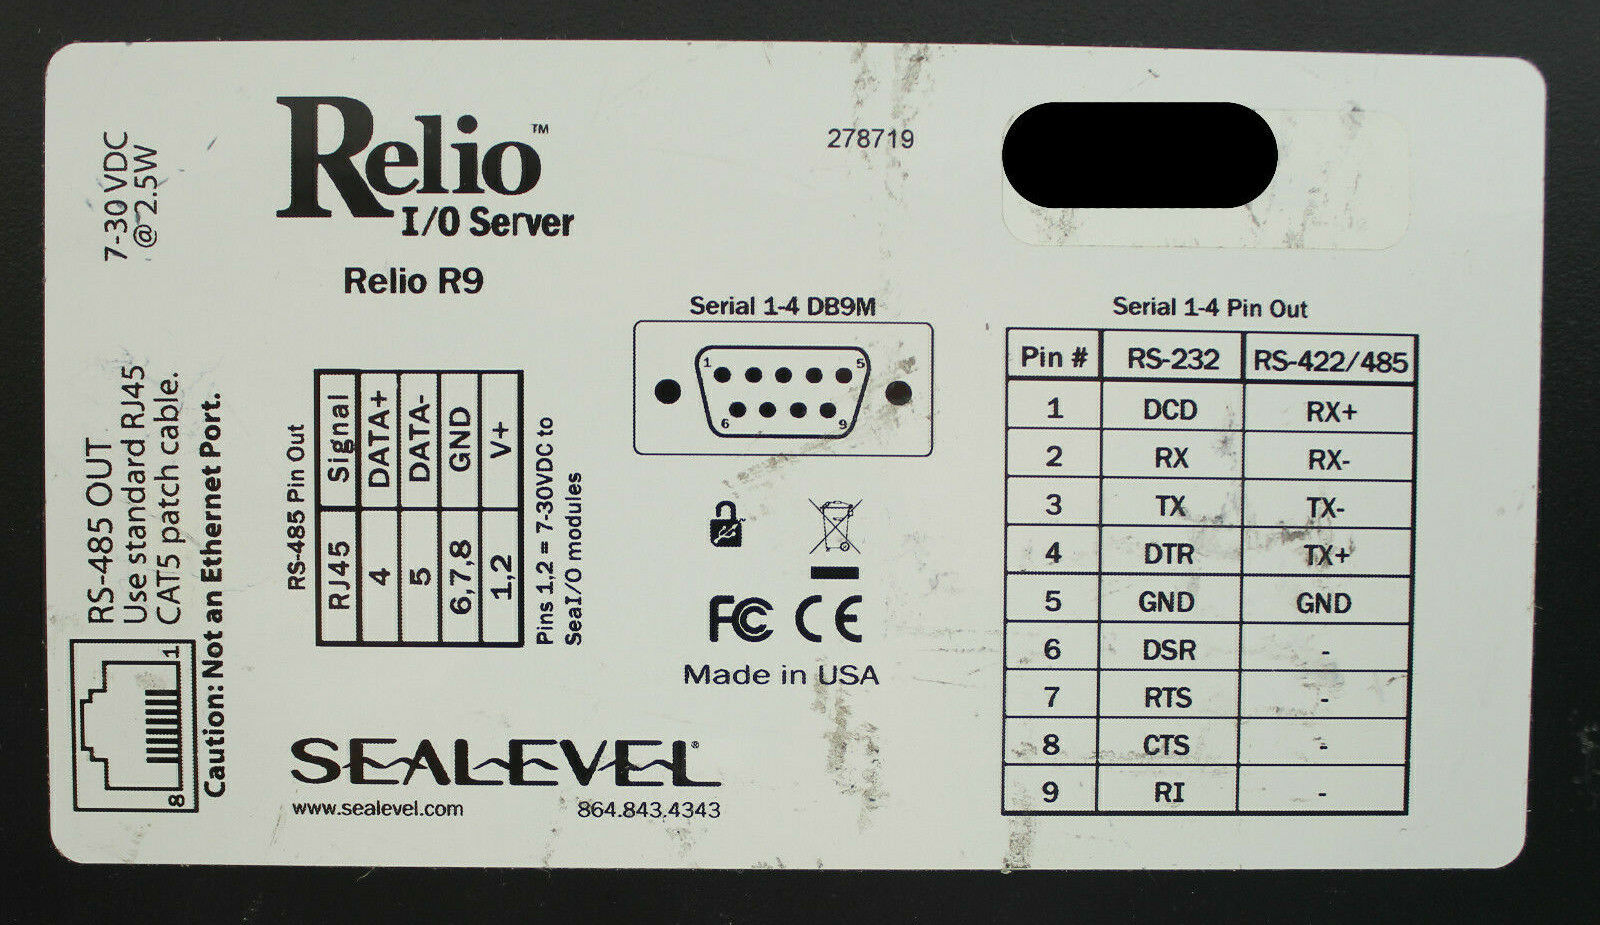 7-30 VDC
@ 2.5W
RS-485 OUT
Use standard RJ45
CAT5 patch cable.
Caution: Not an Ethernet Port.
1
8
Relio™
I/O Server
Relio R9
RS-485 Pin Out
RJ45 Signal
4 DATA+
5 DATA-
6,7,8 GND
1,2 V+
Pins 1,2 = 7-30VDC to
SeaI/O modules
SEALEVEL®
www.sealevel.com 864.843.4343
278719
Serial 1-4 DB9M
1 5
6 9
FC CE
Made in USA
Serial 1-4 Pin Out
Pin # RS-232 RS-422/485
1 DCD RX+
2 RX RX-
3 TX TX-
4 DTR TX+
5 GND GND
6 DSR -
7 RTS -
8 CTS -
9 RI -